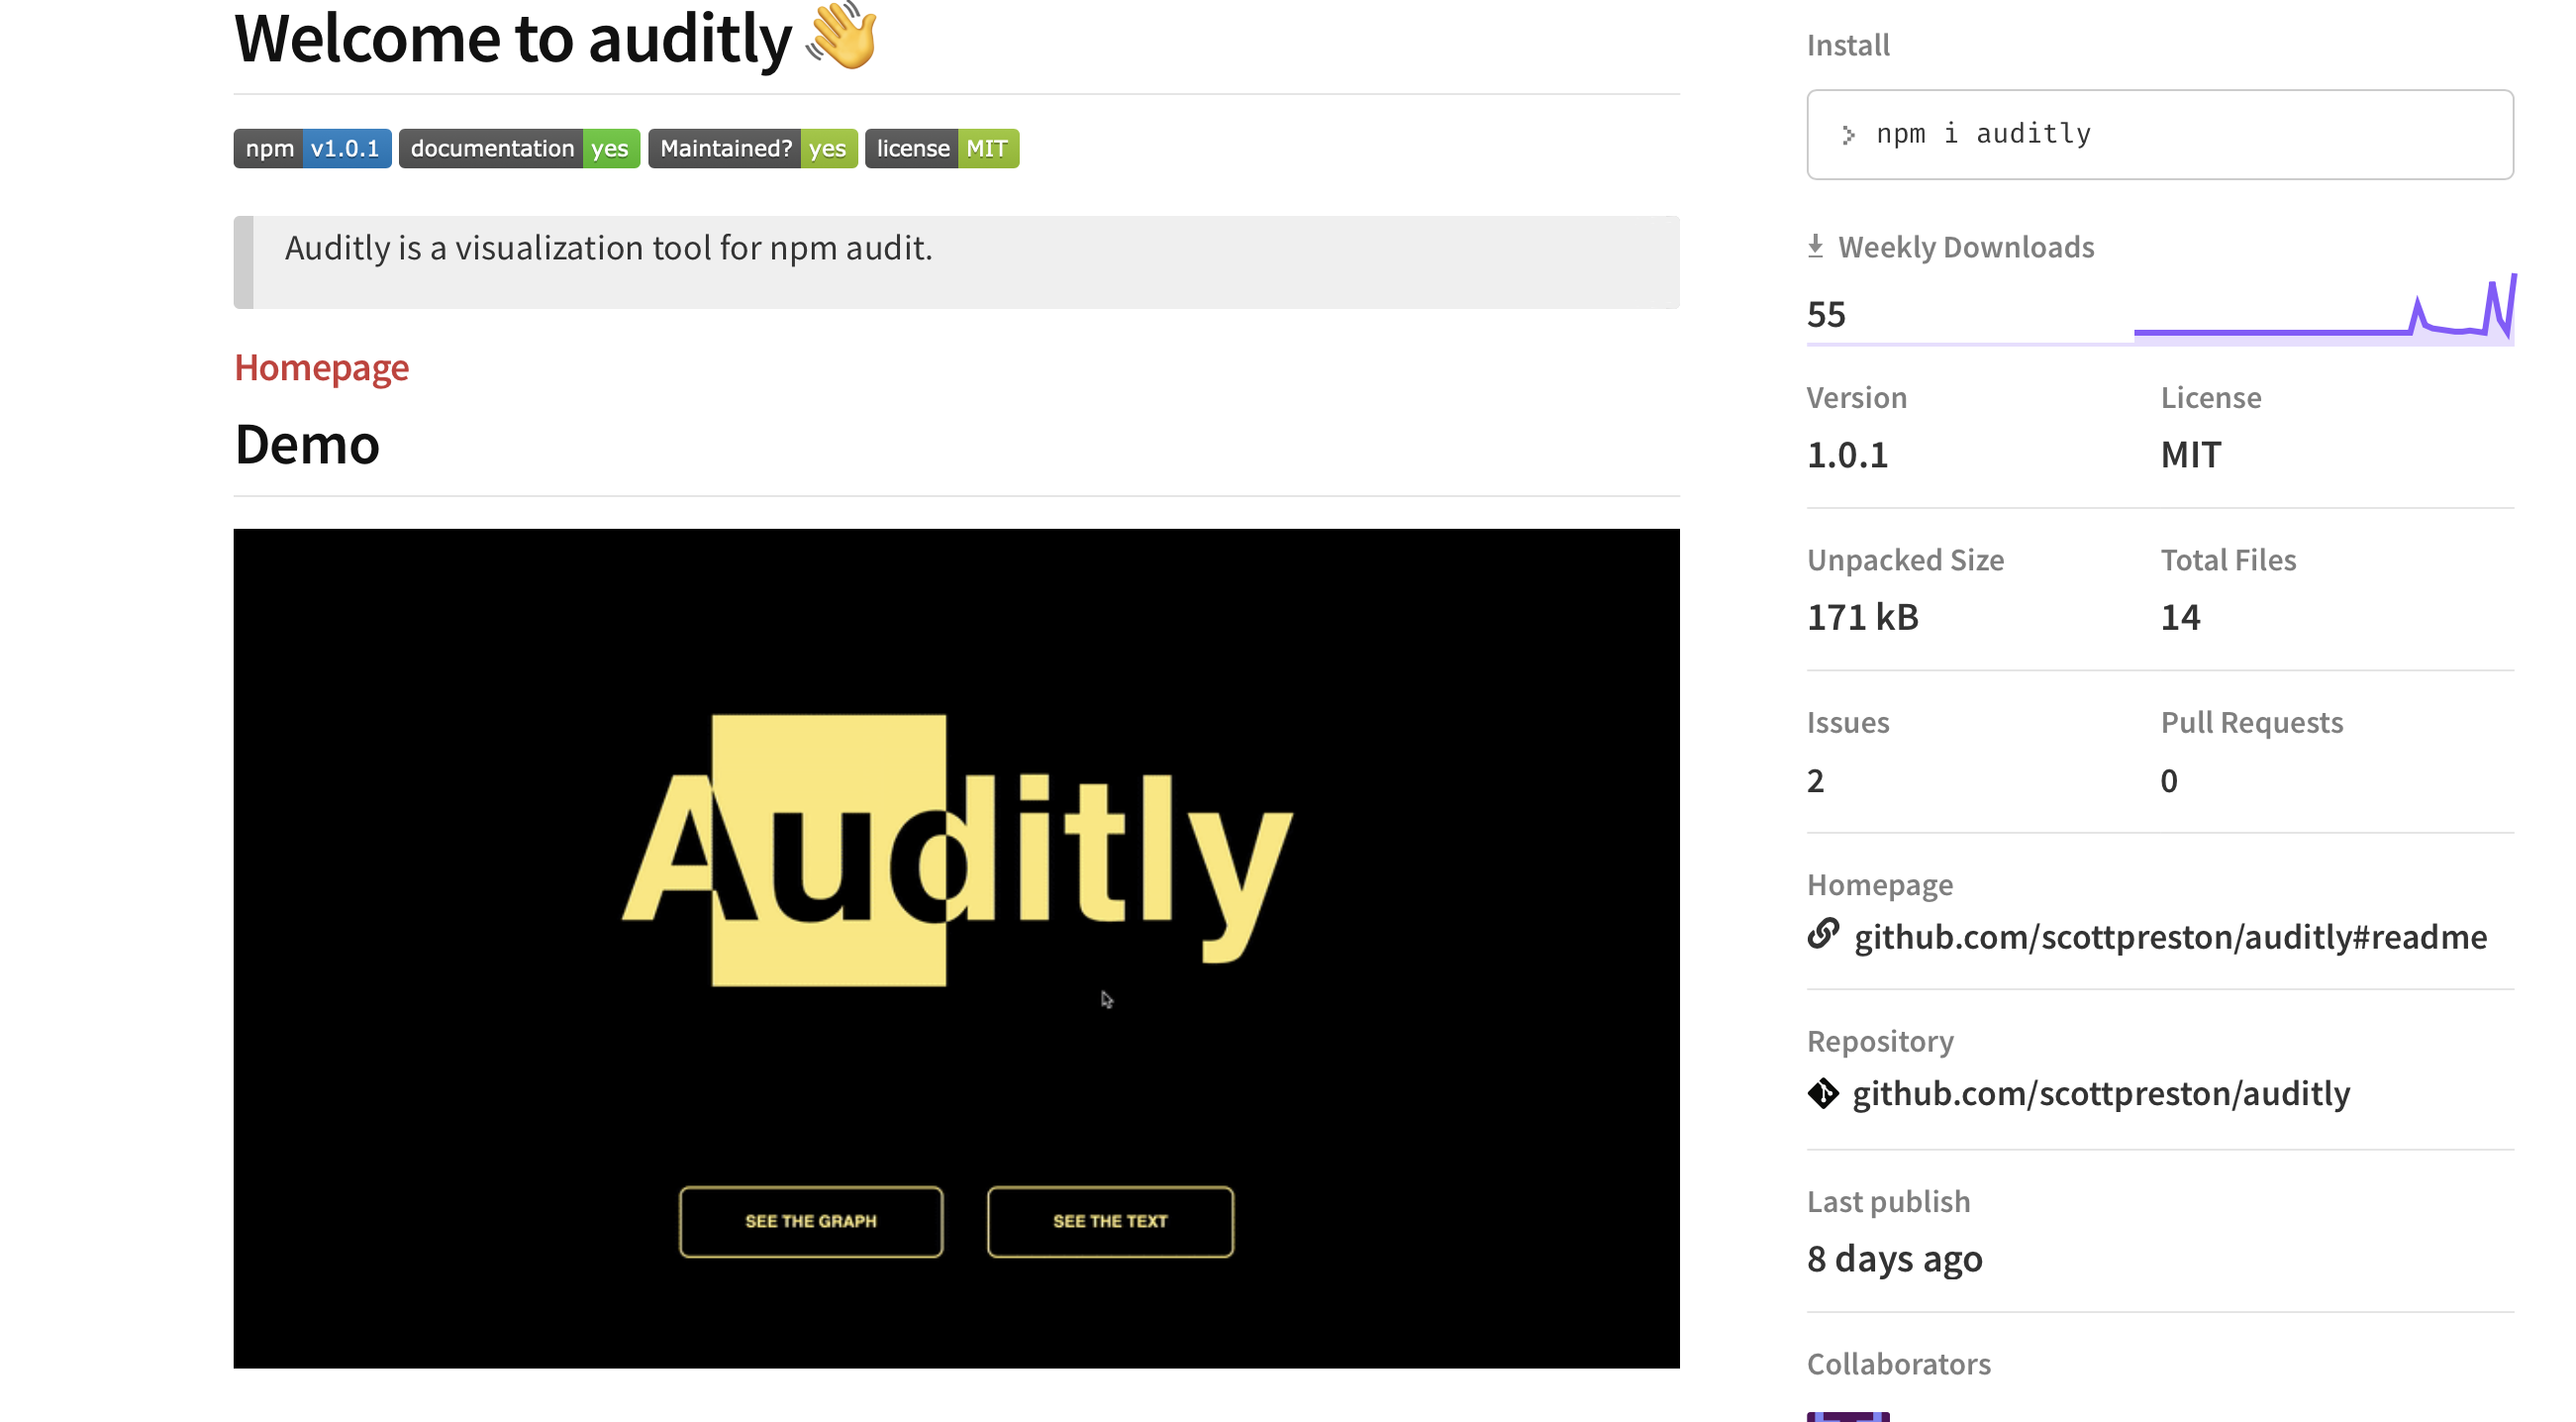 Welcome to auditly 👋
npm v1.0.1 documentation yes Maintained? yes license MIT
Auditly is a visualization tool for npm audit.
Homepage
Demo
Auditly
SEE THE GRAPH
SEE THE TEXT
Install
npm i auditly
Weekly Downloads
55
Version
1.0.1
License
MIT
Unpacked Size
171 kB
Total Files
14
Issues
2
Pull Requests
0
Homepage
github.com/scottpreston/auditly#readme
Repository
github.com/scottpreston/auditly
Last publish
8 days ago
Collaborators